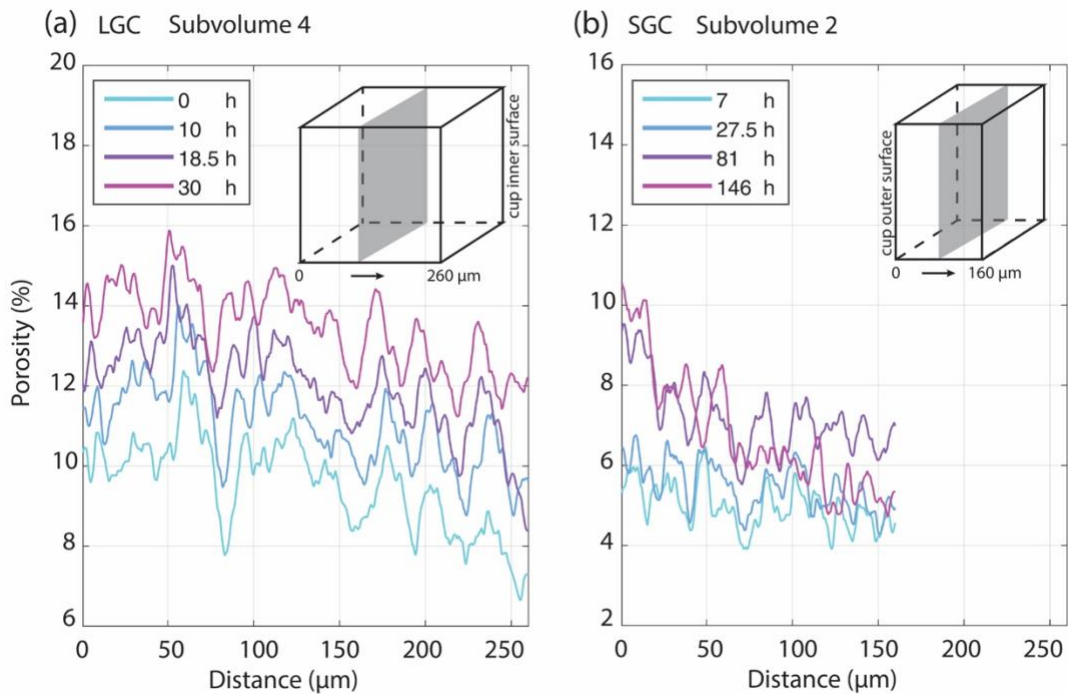 (a) LGC Subvolume 4
20
18
16
14
12
10
8
6
Porosity (%)
0 h
10 h
18.5 h
30 h
cup inner surface
0
260 µm
0 50 100 150 200 250
Distance (µm)
(b) SGC Subvolume 2
16
14
12
10
8
6
4
2
7 h
27.5 h
81 h
146 h
cup outer surface
0
160 µm
0 50 100 150 200 250
Distance (µm)